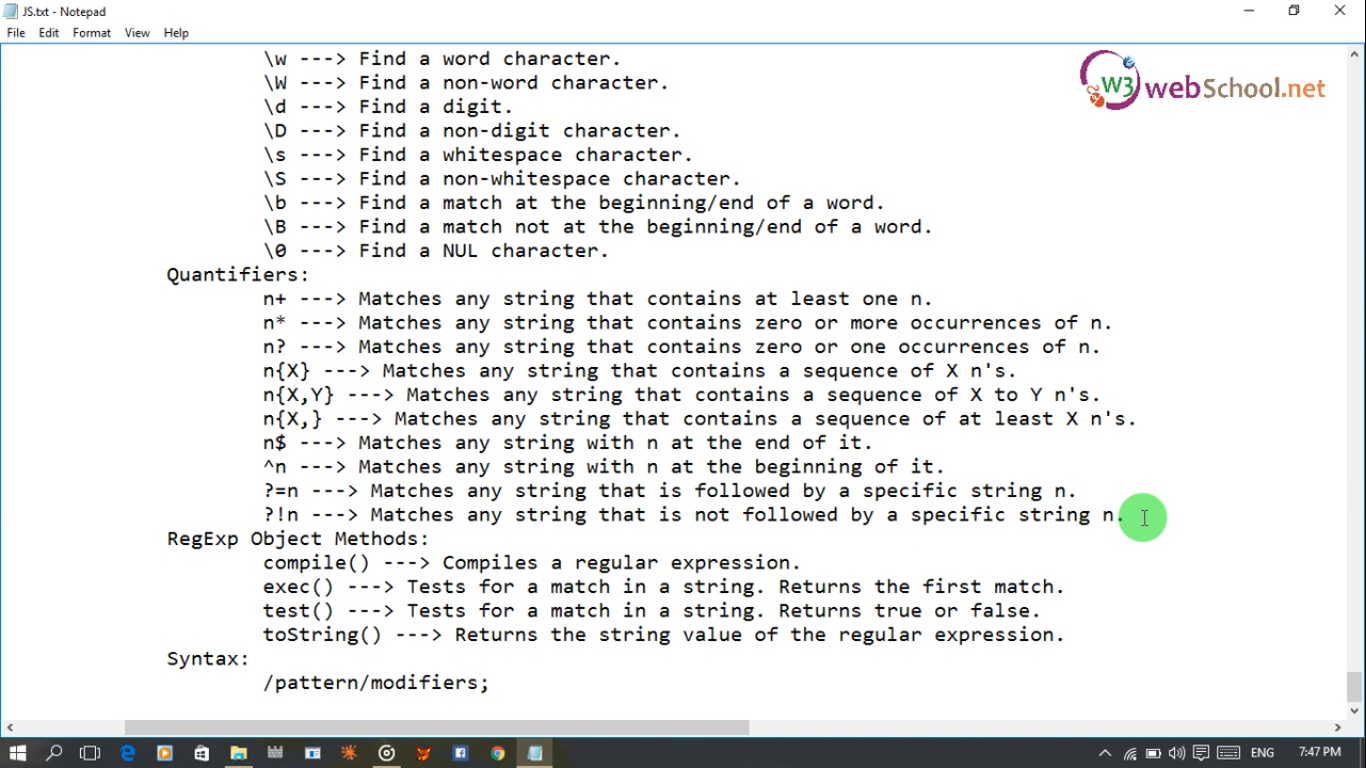 JS.txt - Notepad
File Edit Format View Help
W3 webSchool.net
\w ---> Find a word character.
\W ---> Find a non-word character.
\d ---> Find a digit.
\D ---> Find a non-digit character.
\s ---> Find a whitespace character.
\S ---> Find a non-whitespace character.
\b ---> Find a match at the beginning/end of a word.
\B ---> Find a match not at the beginning/end of a word.
\0 ---> Find a NUL character.
Quantifiers:
n+ ---> Matches any string that contains at least one n.
n* ---> Matches any string that contains zero or more occurrences of n.
n? ---> Matches any string that contains zero or one occurrences of n.
n{X} ---> Matches any string that contains a sequence of X n's.
n{X,Y} ---> Matches any string that contains a sequence of X to Y n's.
n{X,} ---> Matches any string that contains a sequence of at least X n's.
n$ ---> Matches any string with n at the end of it.
^n ---> Matches any string with n at the beginning of it.
?=n ---> Matches any string that is followed by a specific string n.
?!n ---> Matches any string that is not followed by a specific string n.
RegExp Object Methods:
compile() ---> Compiles a regular expression.
exec() ---> Tests for a match in a string. Returns the first match.
test() ---> Tests for a match in a string. Returns true or false.
toString() ---> Returns the string value of the regular expression.
Syntax:
/pattern/modifiers;
ENG 7:47 PM